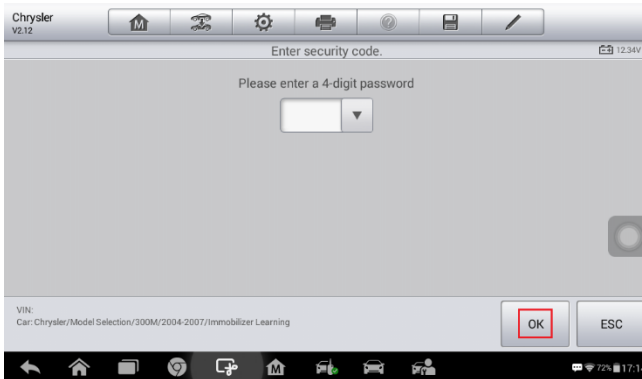 Chrysler
V2.12
Enter security code.
12.34V
Please enter a 4-digit password
VIN:
Car: Chrysler/Model Selection/300M/2004-2007/Immobilizer Learning
OK
ESC
72%